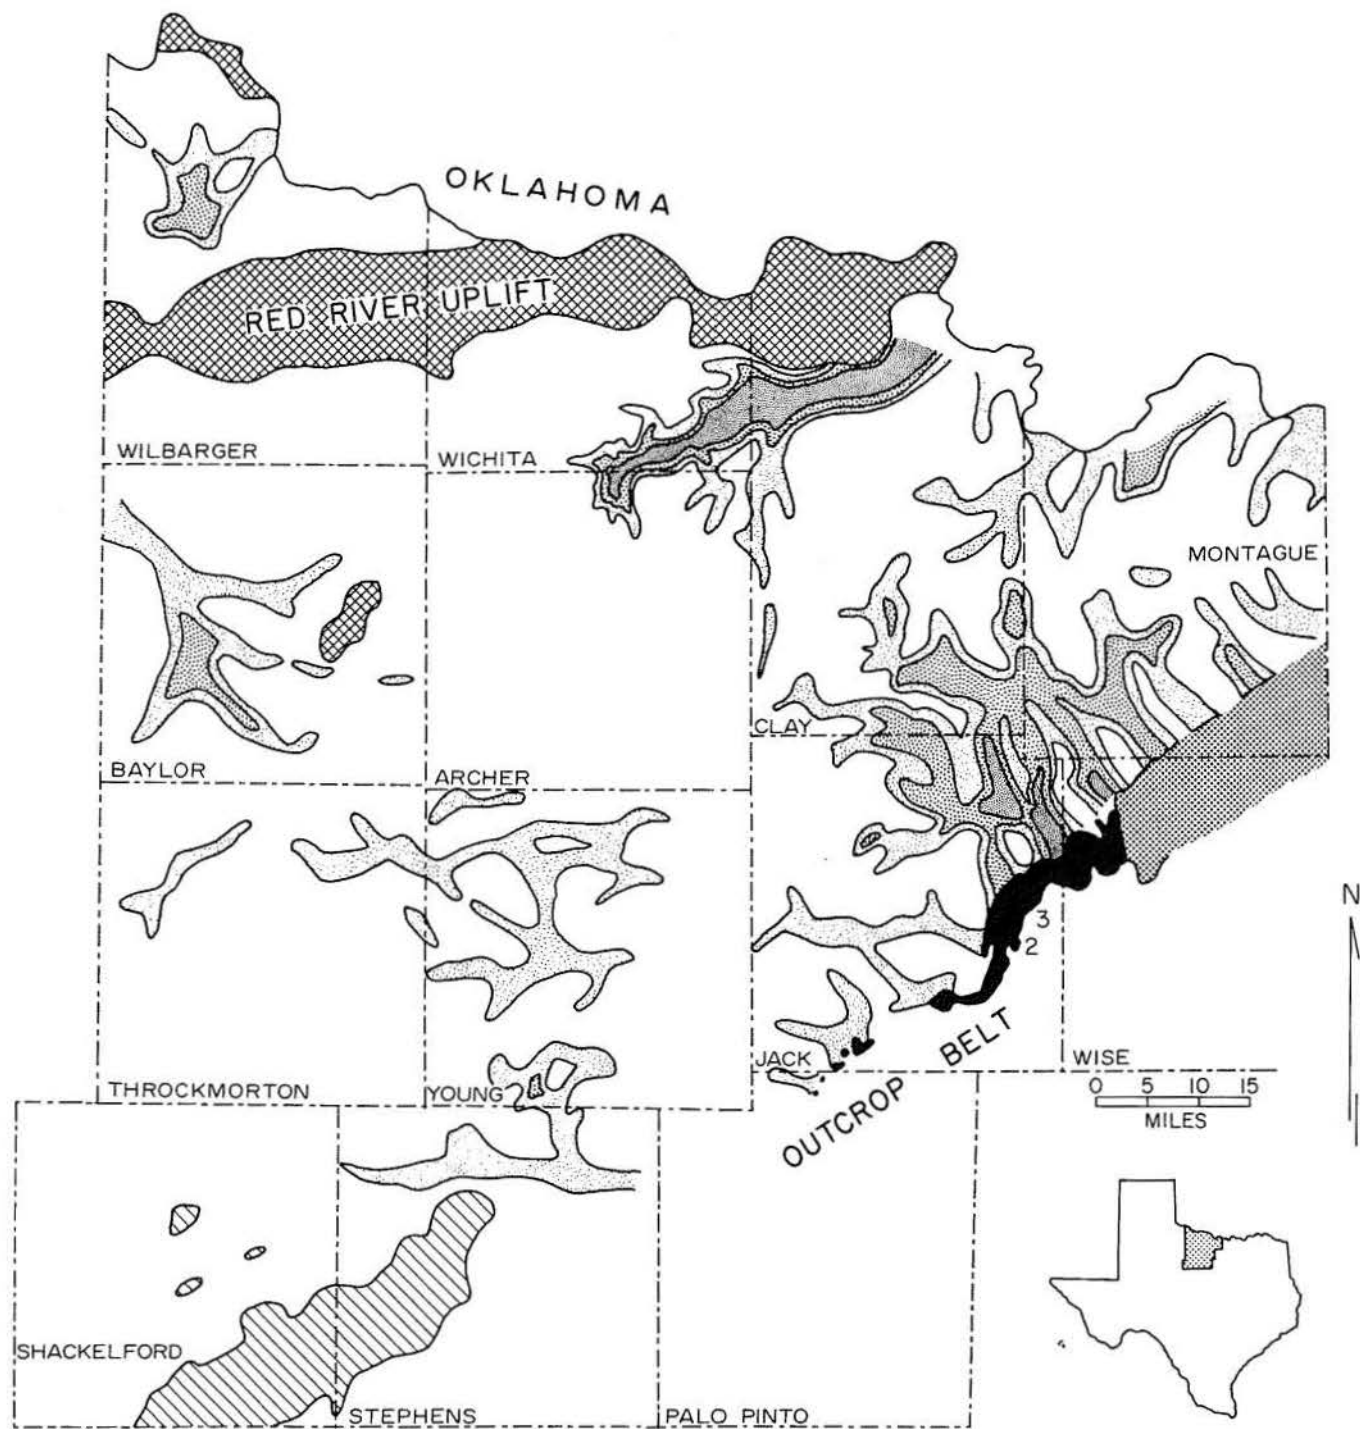 OKLAHOMA
RED RIVER UPLIFT
WILBARGER
WICHITA
MONTAGUE
CLAY
BAYLOR
ARCHER
N
3
2
BELT
JACK
WISE
THROCKMORTON
YOUNG
OUTCROP
0 5 10 15
MILES
SHACKELFORD
STEPHENS
PALO PINTO